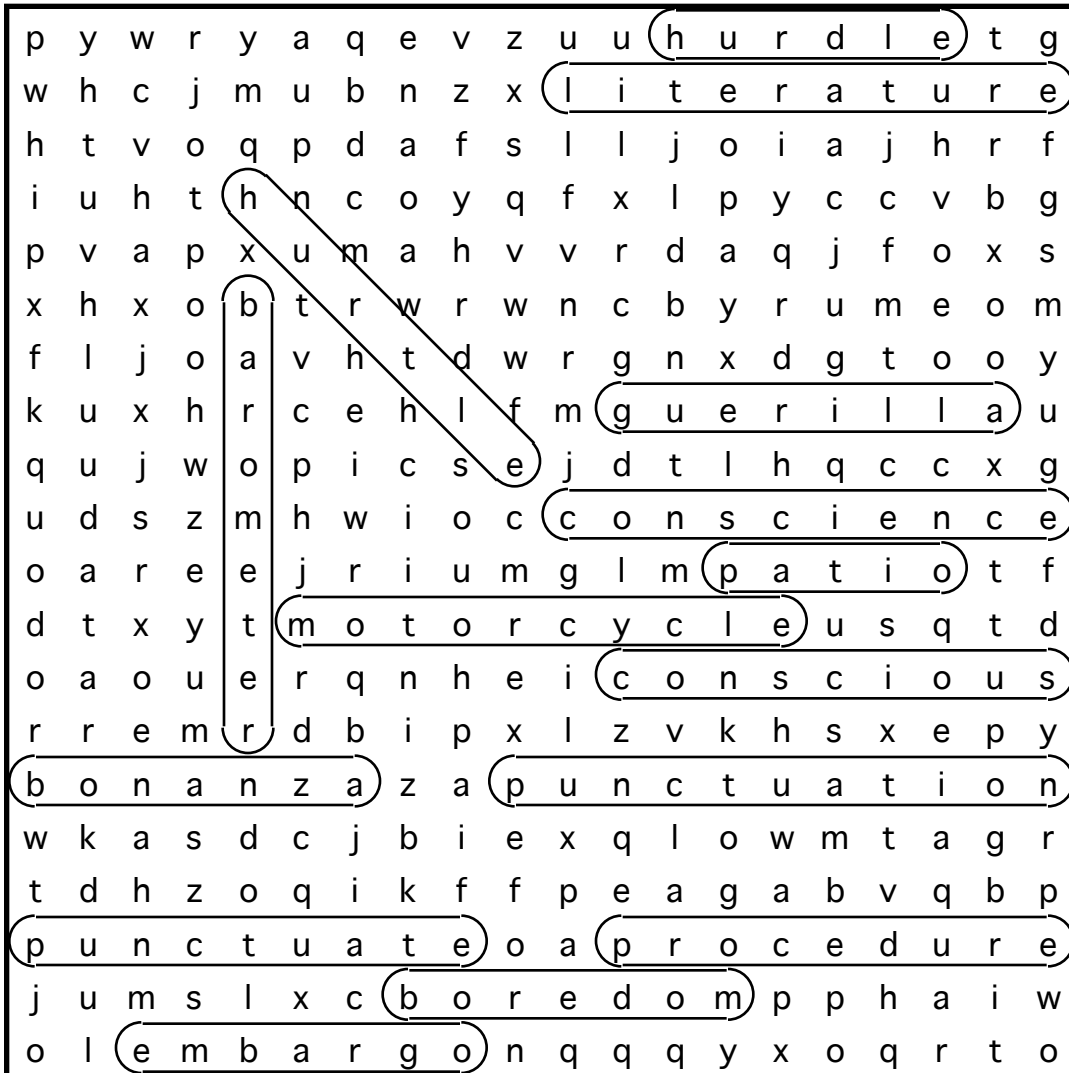 p y w r y a q e v z u u h u r d l e t g
w h c j m u b n z x l i t e r a t u r e
h t v o q p d a f s l l j o i a j h r f
i u h t h n c o y q f x l p y c c v b g
p v a p x u m a h v v r d a q j f o x s
x h x o b t r w r w n c b y r u m e o m
f l j o a v h t d w r g n x d g t o o y
k u x h r c e h l f m g u e r i l l a u
q u j w o p i c s e j d t l h q c c x g
u d s z m h w i o c c o n s c i e n c e
o a r e e j r i u m g l m p a t i o t f
d t x y t m o t o r c y c l e u s q t d
o a o u e r q n h e i c o n s c i o u s
r r e m r d b i p x l z v k h s x e p y
b o n a n z a z a p u n c t u a t i o n
w k a s d c j b i e x q l o w m t a g r
t d h z o q i k f f p e a g a b v q b p
p u n c t u a t e o a p r o c e d u r e
j u m s l x c b o r e d o m p p h a i w
o l e m b a r g o n q q q y x o q r t o